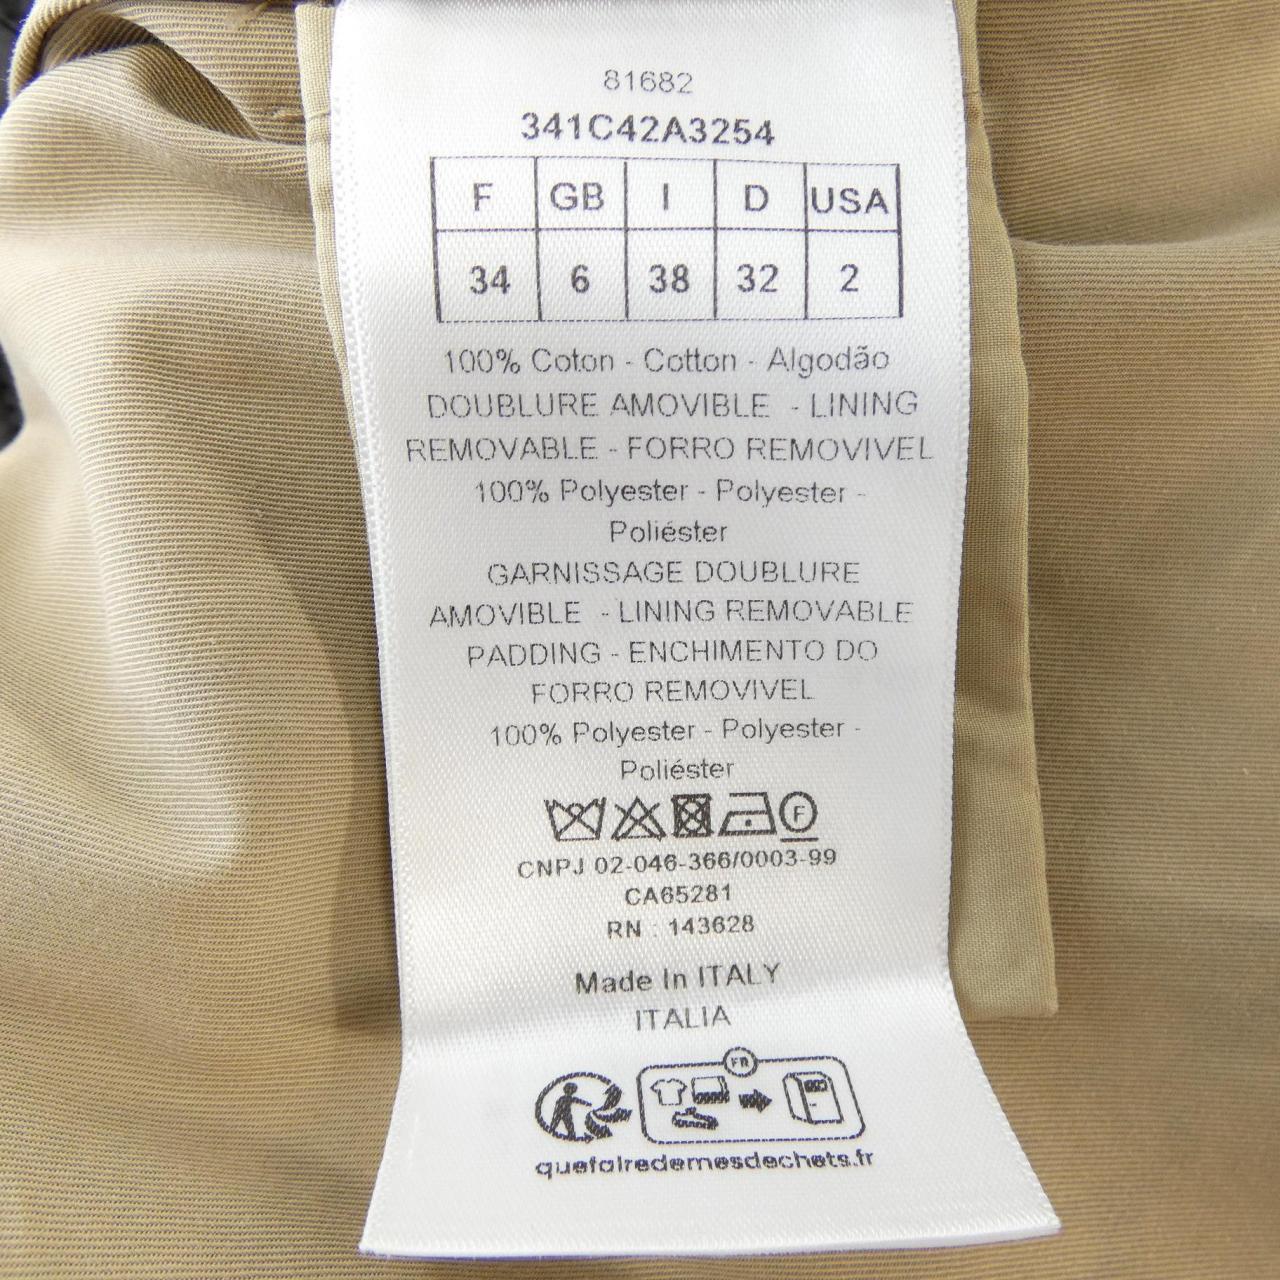 81682
341C42A3254
F GB I D USA
34 6 38 32 2
100% Coton - Cotton - Algodão
DOUBLURE AMOVIBLE - LINING
REMOVABLE - FORRO REMOVIVEL
100% Polyester - Polyester -
Poliéster
GARNISSAGE DOUBLURE
AMOVIBLE - LINING REMOVABLE
PADDING - ENCHIMENTO DO
FORRO REMOVIVEL
100% Polyester - Polyester -
Poliéster
F
CNPJ 02-046-366/0003-99
CA65281
RN : 143628
Made In ITALY
ITALIA
FR
quefairedemesdechets.fr